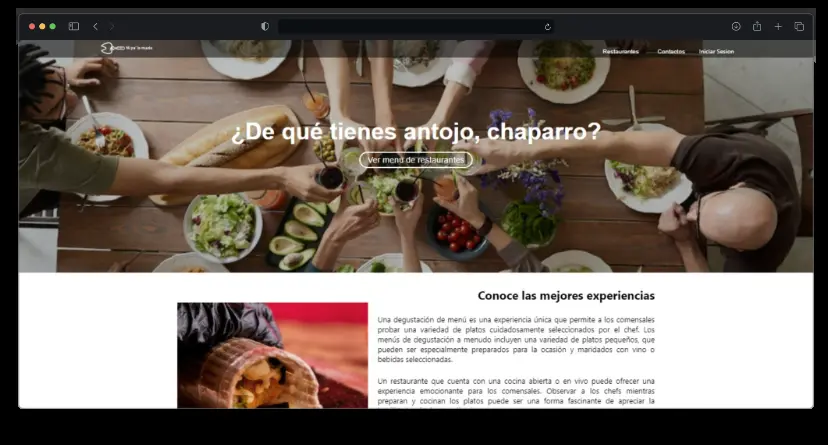 Restaurantes
Contactos
Iniciar Sesion
¿De qué tienes antojo, chaparro?
Ver menú de restaurantes
Conoce las mejores experiencias
Una degustación de menú es una experiencia única que permite a los comensales
probar una variedad de platos cuidadosamente seleccionados por el chef. Los
menús de degustación a menudo incluyen una variedad de platos pequeños, que
pueden ser especialmente preparados para la ocasión y maridados con vino o
bebidas seleccionadas.
Un restaurante que cuenta con una cocina abierta o en vivo puede ofrecer una
experiencia emocionante para los comensales. Observar a los chefs mientras
preparan y cocinan los platos puede ser una forma fascinante de apreciar la